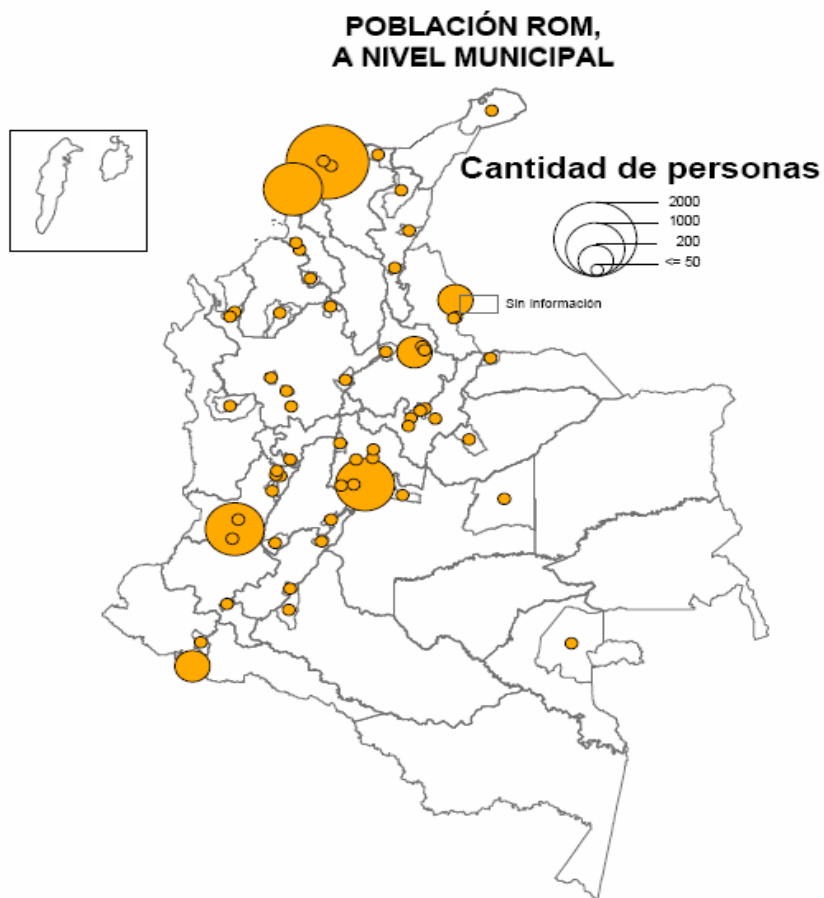 POBLACIÓN ROM,
A NIVEL MUNICIPAL
Cantidad de personas
2000
1000
200
<= 50
Sin Información